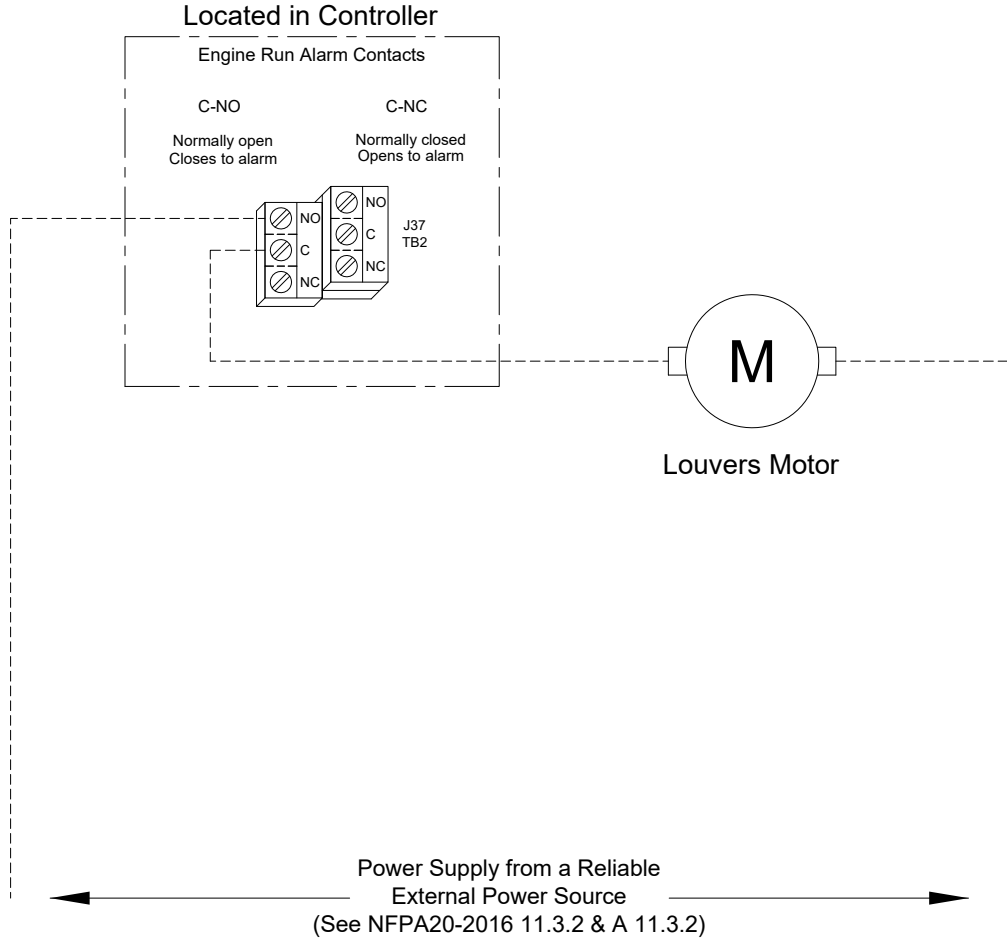 Located in Controller
Engine Run Alarm Contacts
C-NO
C-NC
Normally open
Closes to alarm
Normally closed
Opens to alarm
NO
C
NC
NO
C
NC
J37
TB2
M
Louvers Motor
Power Supply from a Reliable
External Power Source
(See NFPA20-2016 11.3.2 & A 11.3.2)